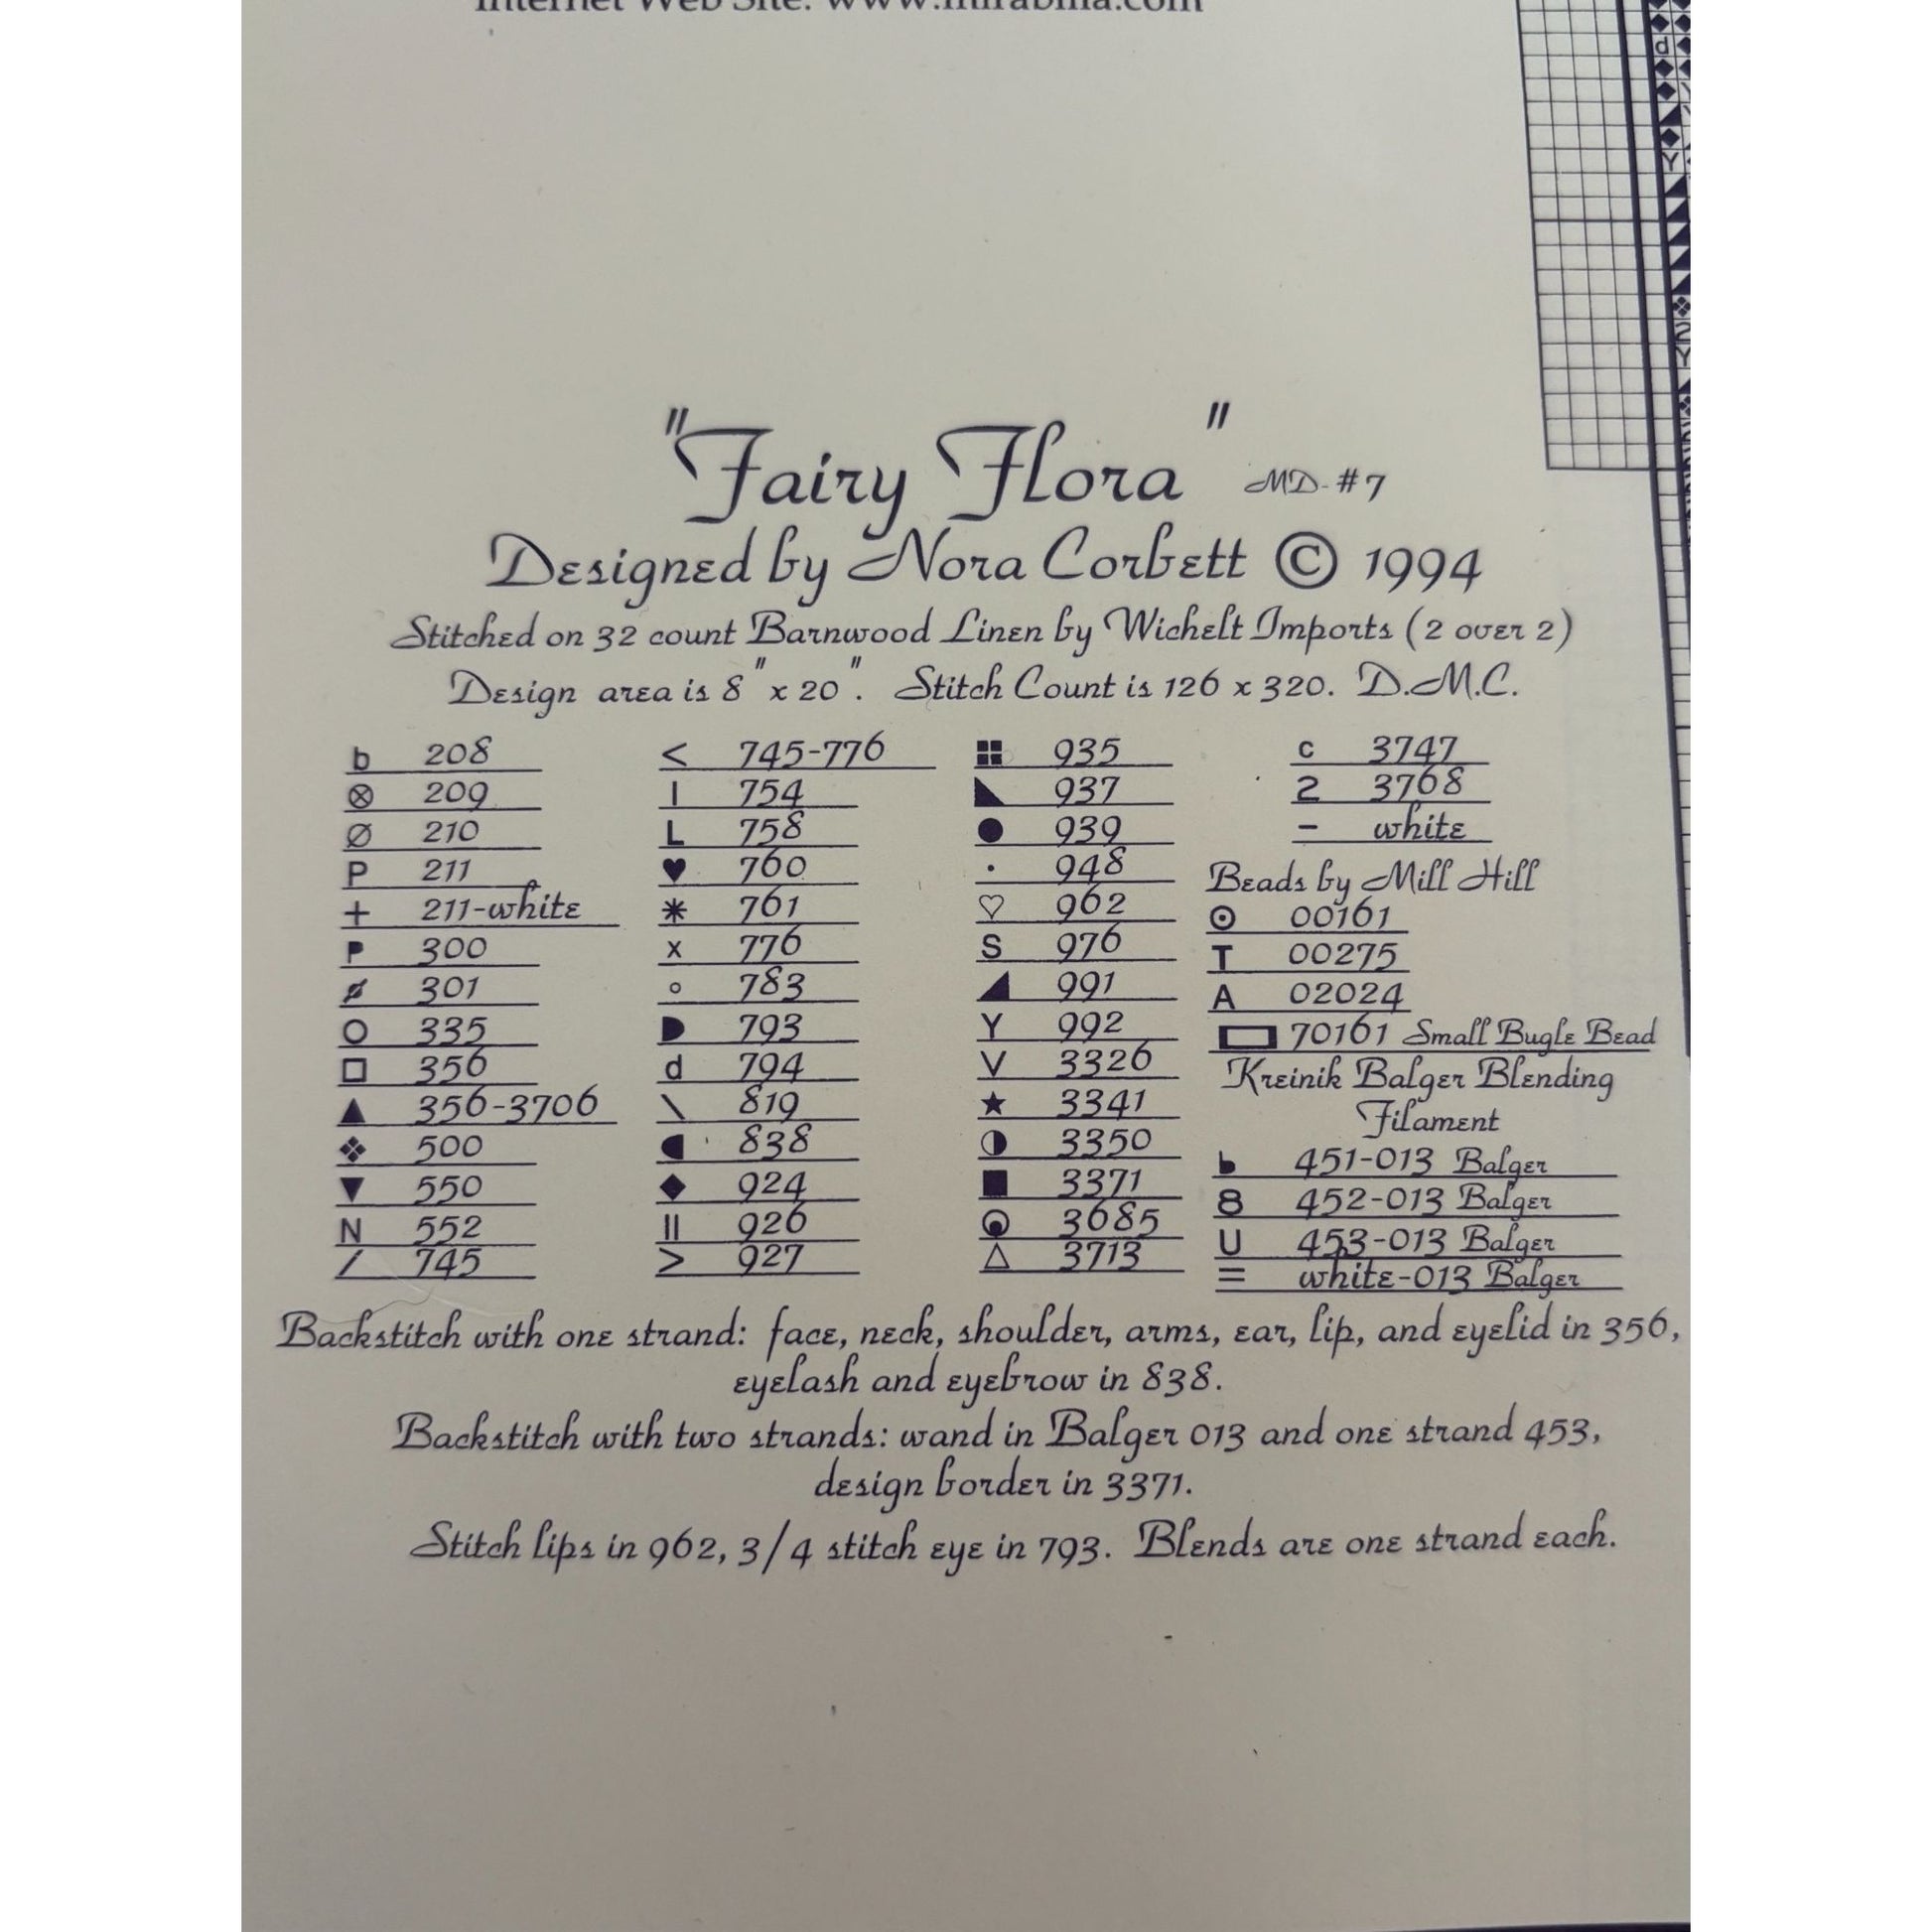 Internet Web Site: www.mirabilia.com
"Fairy Flora" MD-#7
Designed by Nora Corbett © 1994
Stitched on 32 count Barnwood Linen by Wichelt Imports (2 over 2)
Design area is 8" x 20". Stitch Count is 126 x 320. D.M.C.
b 208
⊗ 209
∅ 210
P 211
+ 211-white
P 300
ø 301
○ 335
□ 356
▲ 356-3706
❖ 500
▼ 550
N 552
/ 745
< 745-776
| 754
L 758
♥ 760
* 761
x 776
° 783
◗ 793
d 794
\ 819
◖ 838
◆ 924
|| 926
> 927
935
◣ 937
● 939
· 948
♡ 962
S 976
◢ 991
Y 992
V 3326
★ 3341
◑ 3350
■ 3371
3685
△ 3713
c 3747
2 3768
– white
Beads by Mill Hill
⊙ 00161
T 00275
A 02024
▭ 70161 Small Bugle Bead
Kreinik Balger Blending
Filament
b 451-013 Balger
8 452-013 Balger
U 453-013 Balger
= white-013 Balger
Backstitch with one strand: face, neck, shoulder, arms, ear, lip, and eyelid in 356,
eyelash and eyebrow in 838.
Backstitch with two strands: wand in Balger 013 and one strand 453,
design border in 3371.
Stitch lips in 962, 3/4 stitch eye in 793. Blends are one strand each.